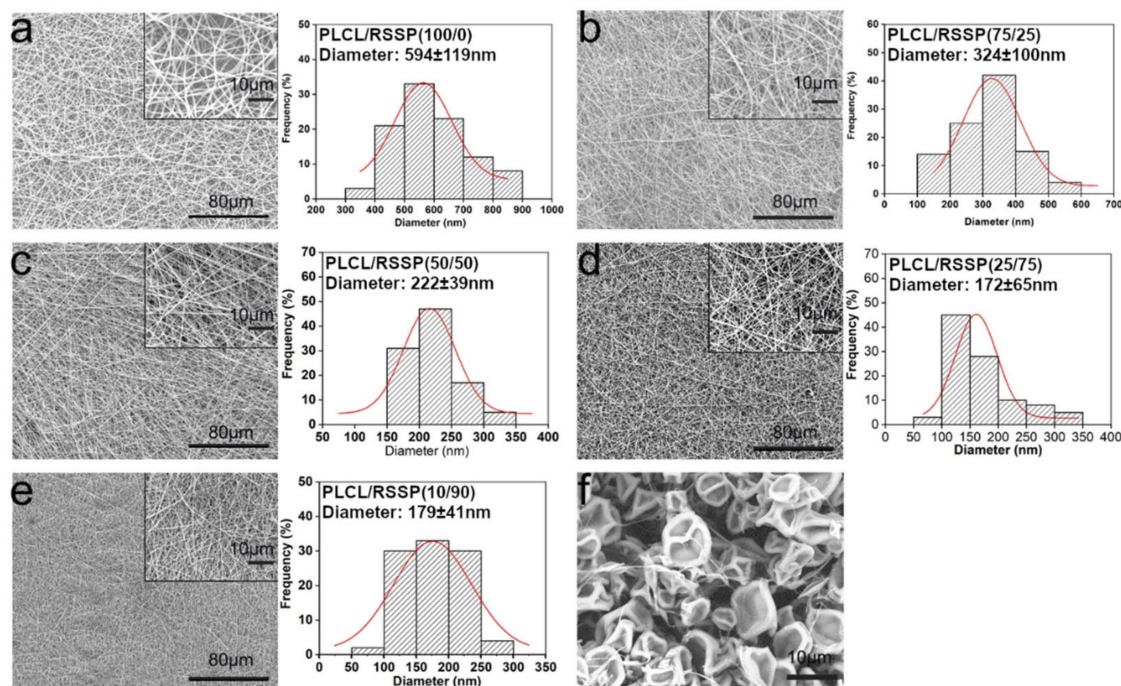 a
10µm
80µm
PLCL/RSSP(100/0)
Diameter: 594±119nm
Frequency (%)
50
40
30
20
10
0
200 300 400 500 600 700 800 900 1000
Diameter (nm)
b
10µm
80µm
PLCL/RSSP(75/25)
Diameter: 324±100nm
Frequency (%)
60
50
40
30
20
10
0
0 100 200 300 400 500 600 700
Diameter (nm)
c
10µm
80µm
PLCL/RSSP(50/50)
Diameter: 222±39nm
Frequency (%)
70
60
50
40
30
20
10
0
50 100 150 200 250 300 350 400
Diameter (nm)
d
10µm
80µm
PLCL/RSSP(25/75)
Diameter: 172±65nm
Frequency (%)
70
60
50
40
30
20
10
0
0 50 100 150 200 250 300 350 400
Diameter (nm)
e
10µm
80µm
PLCL/RSSP(10/90)
Diameter: 179±41nm
Frequency (%)
50
40
30
20
10
0
0 50 100 150 200 250 300 350
Diameter (nm)
f
10µm